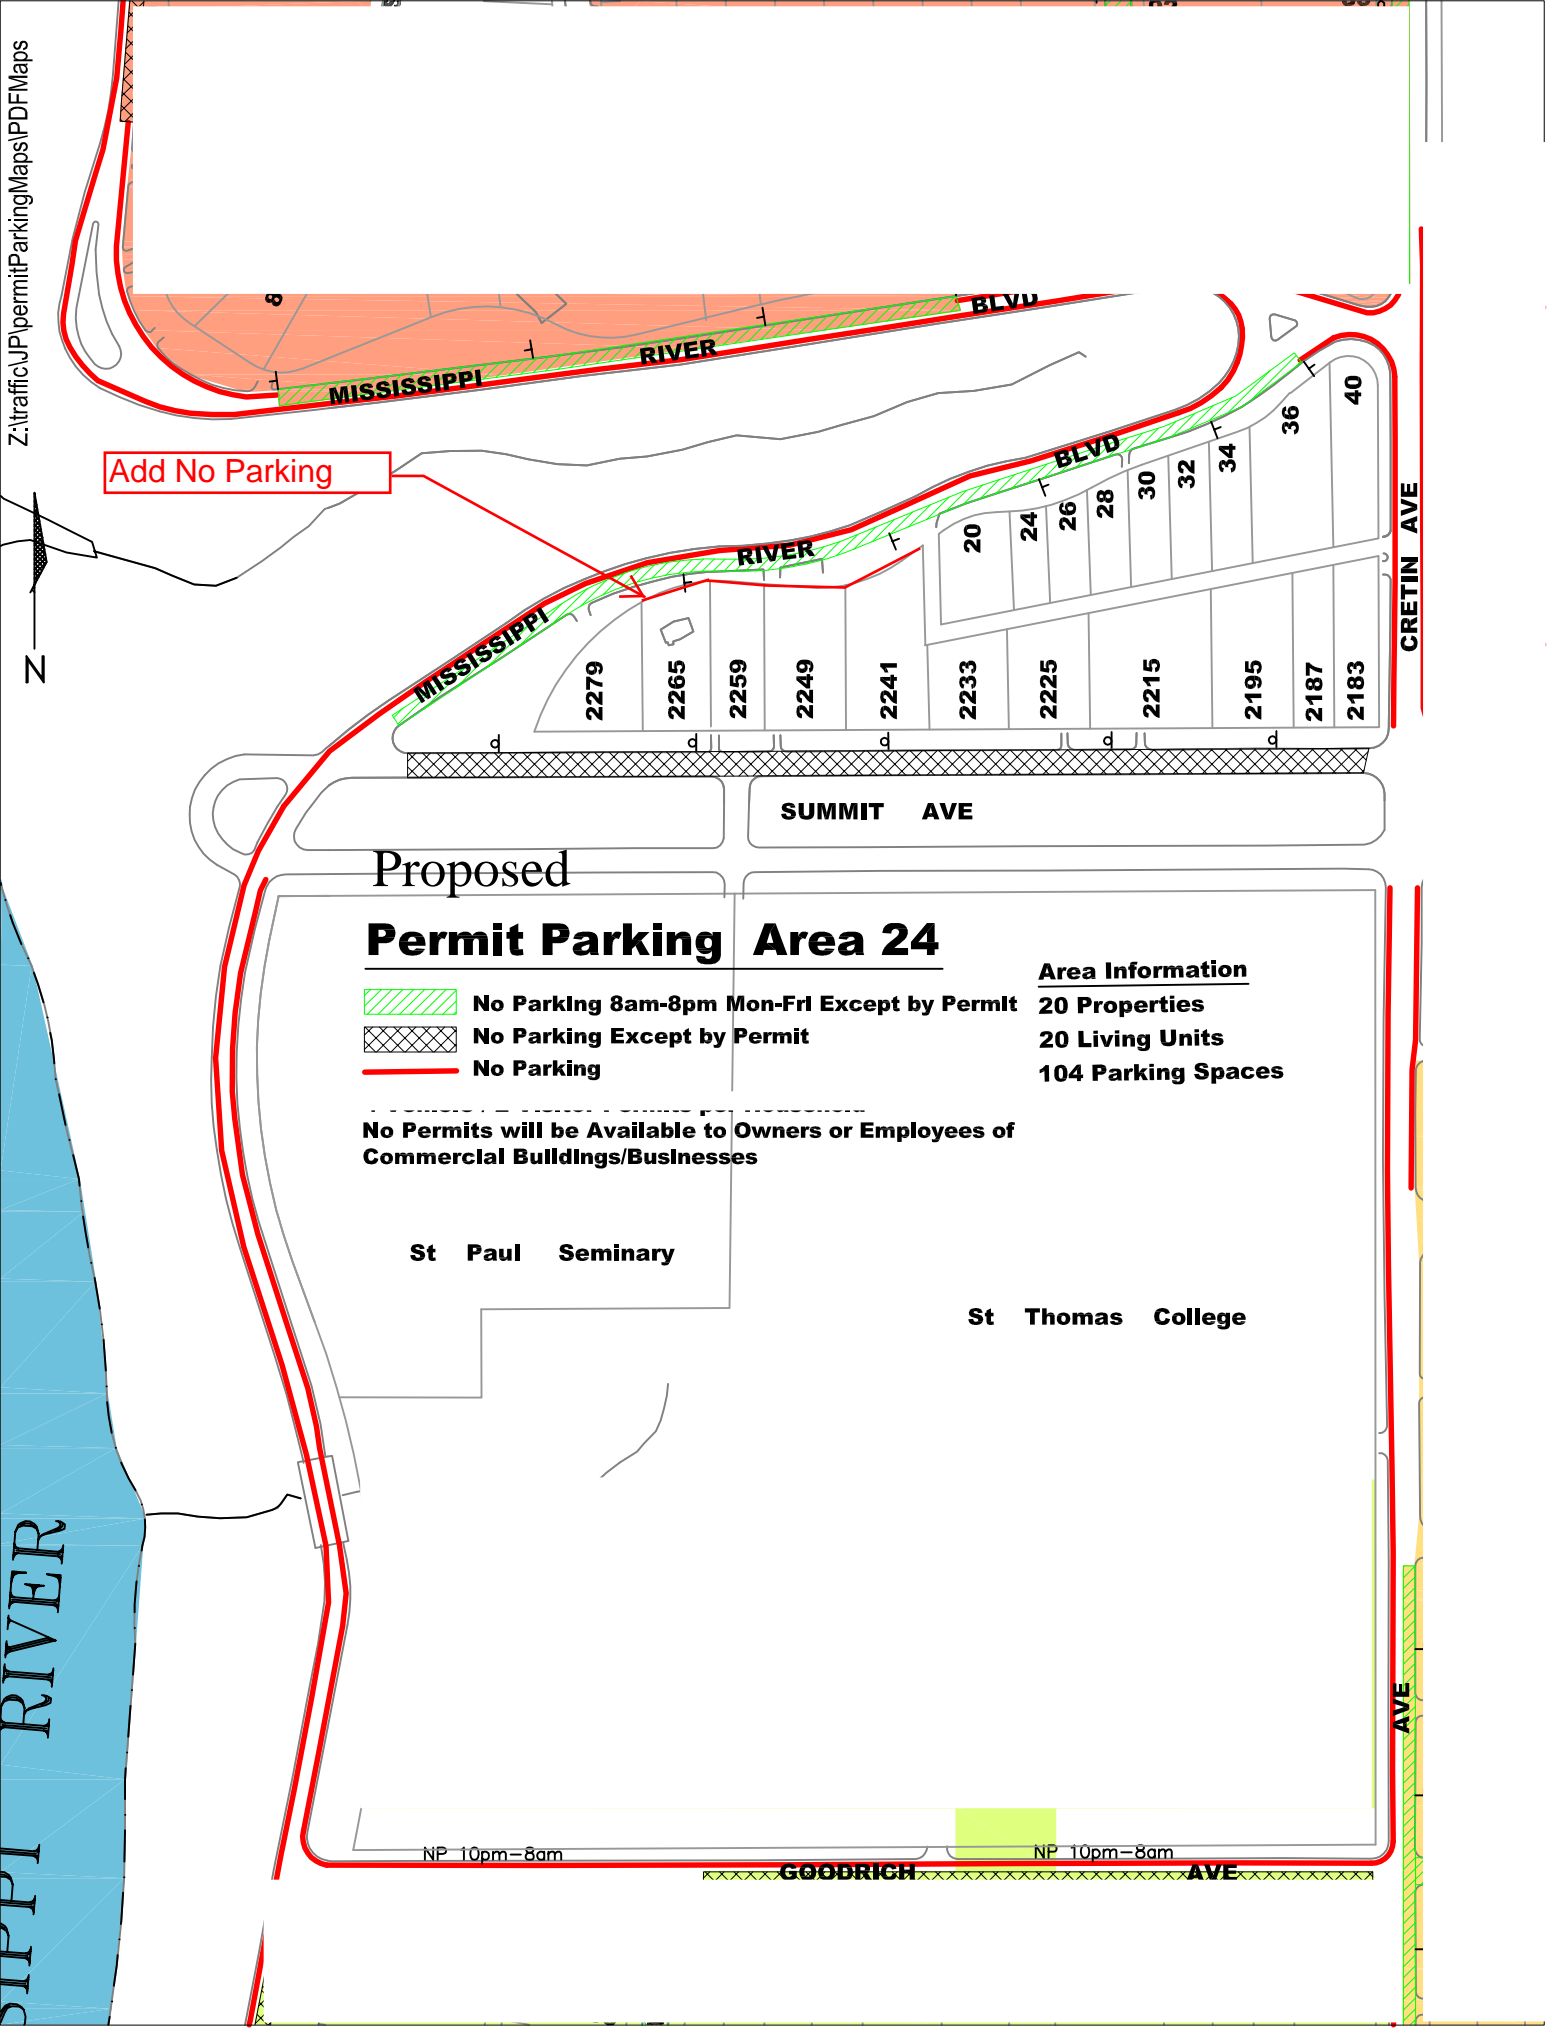 Z:\traffic\JP\permitParkingMaps\PDFMaps
8
BLVD
RIVER
MISSISSIPPI
Add No Parking
40
36
34
32
30
28
26
24
20
BLVD
RIVER
MISSISSIPPI
CRETIN AVE
N
2279
2265
2259
2249
2241
2233
2225
2215
2195
2187
2183
SUMMIT AVE
Proposed
Permit Parking Area 24
No Parking 8am-8pm Mon-Fri Except by Permit
No Parking Except by Permit
No Parking
Area Information
20 Properties
20 Living Units
104 Parking Spaces
No Permits will be Available to Owners or Employees of
Commercial Buildings/Businesses
St Paul Seminary
St Thomas College
RIVER
AVE
NP 10pm-8am
NP 10pm-8am
GOODRICH AVE